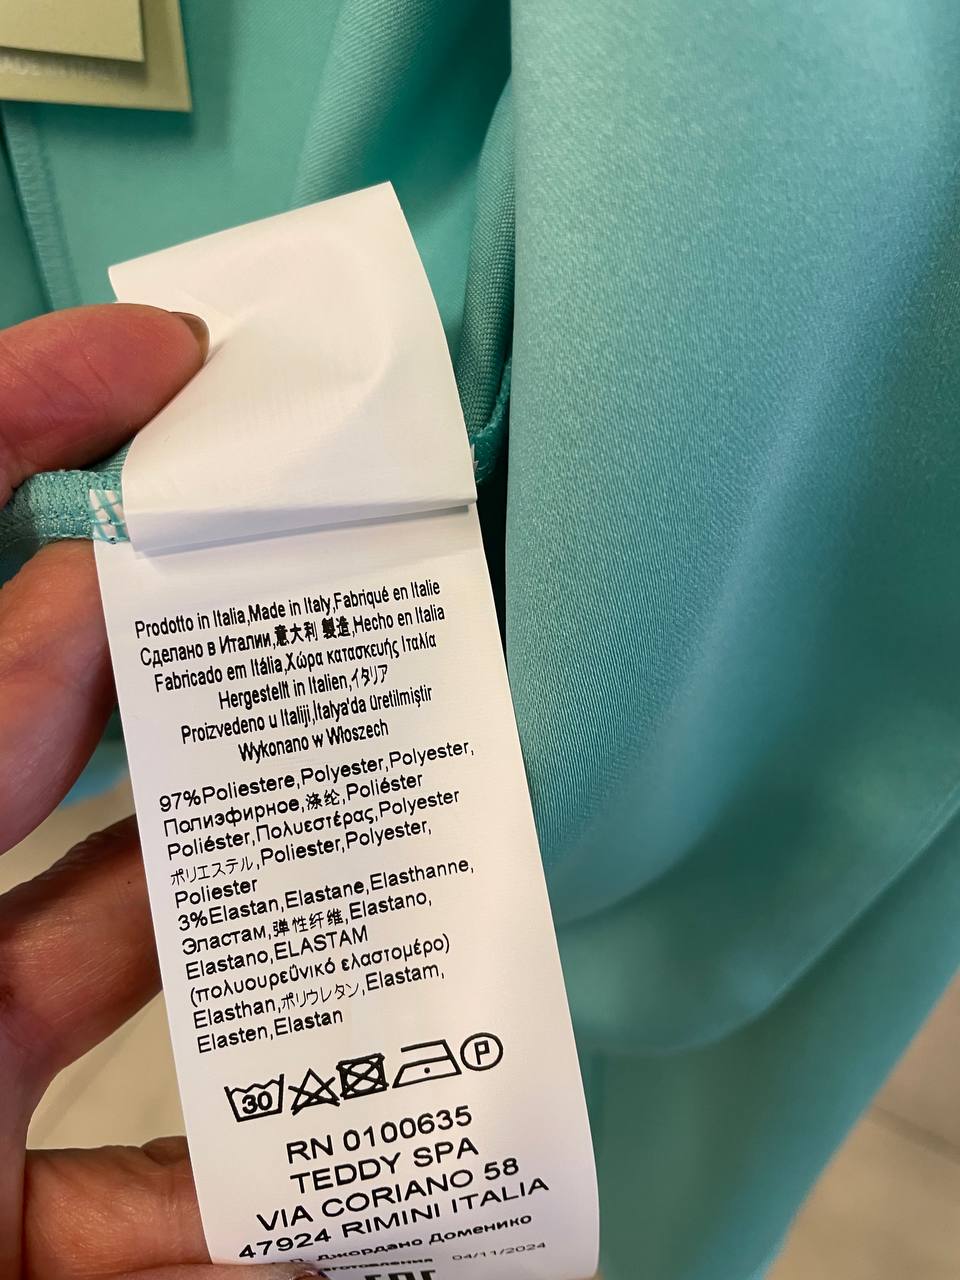 Prodotto in Italia,Made in Italy,Fabriqué en Italie
Сделано в Италии,意大利 製造,Hecho en Italia
Fabricado em Itália,Χώρα κατασκευής Ιταλία
Hergestellt in Italien,イタリア
Proizvedeno u Italiji,İtalya'da üretilmiştir
Wykonano w Włoszech
97%Poliestere,Polyester,Polyester,
Полиэфирное,涤纶,Poliéster
Poliéster,Πολυεστέρας,Polyester
ポリエステル,Poliester,Polyester,
Poliester
3%Elastan,Elastane,Elasthanne,
Эластам,弹性纤维,Elastano,
Elastano,ELASTAM
(πολυουρεΰνικό ελαστομέρο)
Elasthan,ポリウレタン,Elastam,
Elasten,Elastan
30 P
RN 0100635
TEDDY SPA
VIA CORIANO 58
47924 RIMINI ITALIA
Джордано Доменико
04/11/2024